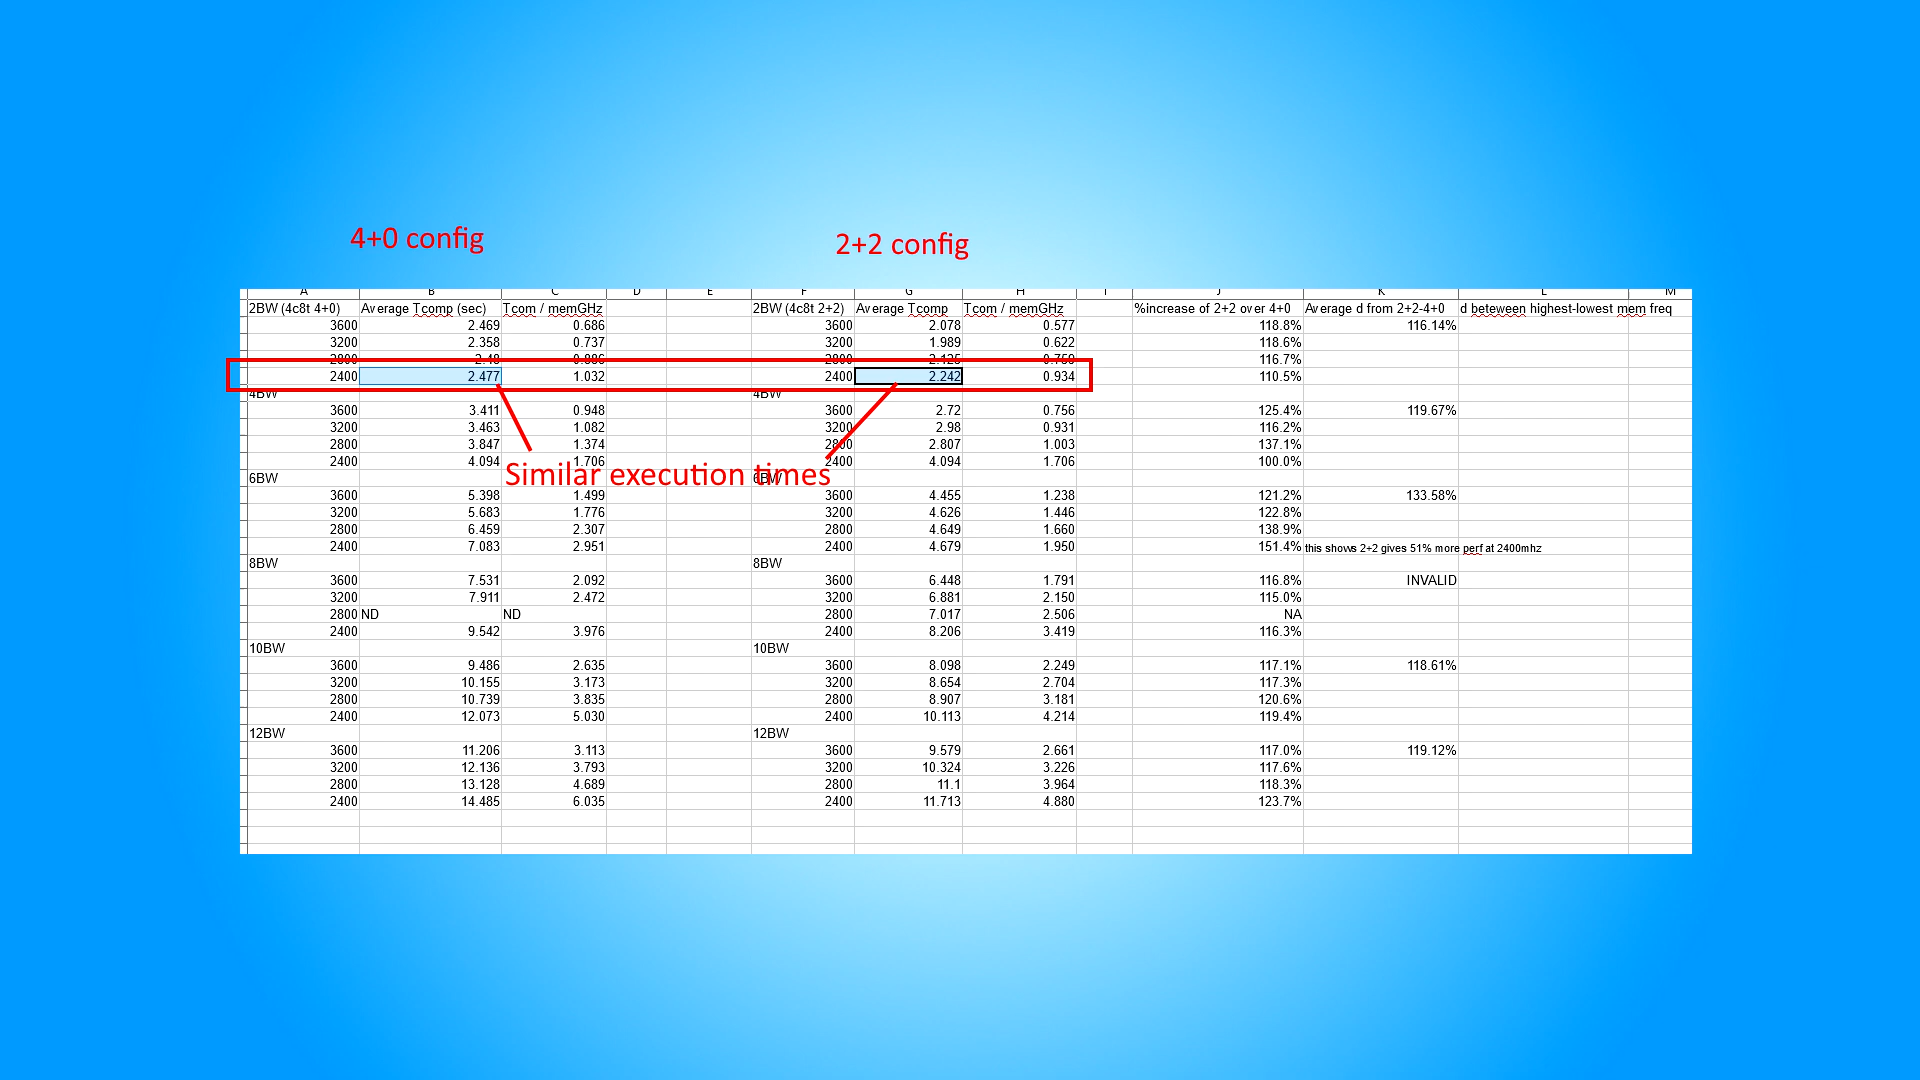 4+0 config 2+2 config
A B C D E F G H I J K L M
2BW (4c8t 4+0) Average Tcomp (sec) Tcom / memGHz 2BW (4c8t 2+2) Average Tcomp Tcom / memGHz %increase of 2+2 over 4+0 Average d from 2+2-4+0 d beteween highest-lowest mem freq
3600 2.469 0.686 3600 2.078 0.577 118.8% 116.14%
3200 2.358 0.737 3200 1.989 0.622 118.6%
2800 2.48 0.886 2800 2.125 0.759 116.7%
2400 2.477 1.032 2400 2.242 0.934 110.5%
4BW 4BW
3600 3.411 0.948 3600 2.72 0.756 125.4% 119.67%
3200 3.463 1.082 3200 2.98 0.931 116.2%
2800 3.847 1.374 2800 2.807 1.003 137.1%
2400 4.094 1.706 2400 4.094 1.706 100.0%
Similar execution times
6BW 6BW
3600 5.398 1.499 3600 4.455 1.238 121.2% 133.58%
3200 5.683 1.776 3200 4.626 1.446 122.8%
2800 6.459 2.307 2800 4.649 1.660 138.9%
2400 7.083 2.951 2400 4.679 1.950 151.4% this shows 2+2 gives 51% more perf at 2400mhz
8BW 8BW
3600 7.531 2.092 3600 6.448 1.791 116.8% INVALID
3200 7.911 2.472 3200 6.881 2.150 115.0%
2800 ND ND 2800 7.017 2.506 NA
2400 9.542 3.976 2400 8.206 3.419 116.3%
10BW 10BW
3600 9.486 2.635 3600 8.098 2.249 117.1% 118.61%
3200 10.155 3.173 3200 8.654 2.704 117.3%
2800 10.739 3.835 2800 8.907 3.181 120.6%
2400 12.073 5.030 2400 10.113 4.214 119.4%
12BW 12BW
3600 11.206 3.113 3600 9.579 2.661 117.0% 119.12%
3200 12.136 3.793 3200 10.324 3.226 117.6%
2800 13.128 4.689 2800 11.1 3.964 118.3%
2400 14.485 6.035 2400 11.713 4.880 123.7%